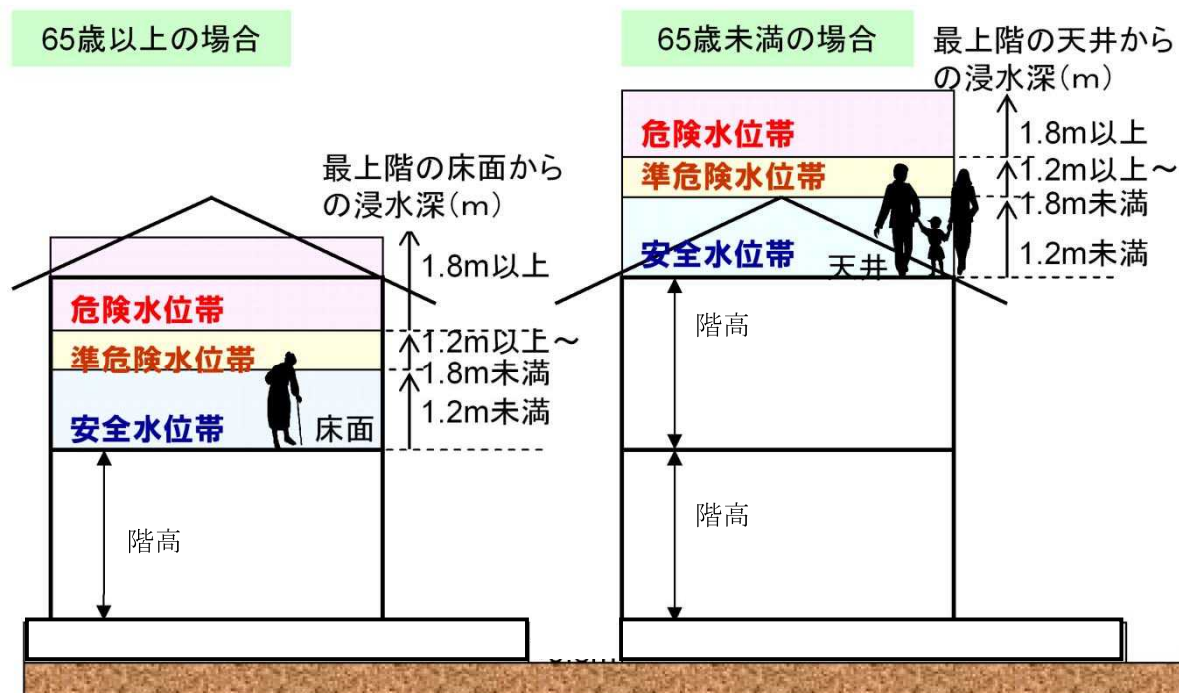 65歳以上の場合
最上階の床面から
の浸水深(m)
1.8m以上
危険水位帯
1.2m以上~
準危険水位帯
1.8m未満
1.2m未満
安全水位帯
床面
階高
65歳未満の場合
最上階の天井から
の浸水深(m)
危険水位帯
1.8m以上
準危険水位帯
1.2m以上~
1.8m未満
安全水位帯
天井
1.2m未満
階高
階高